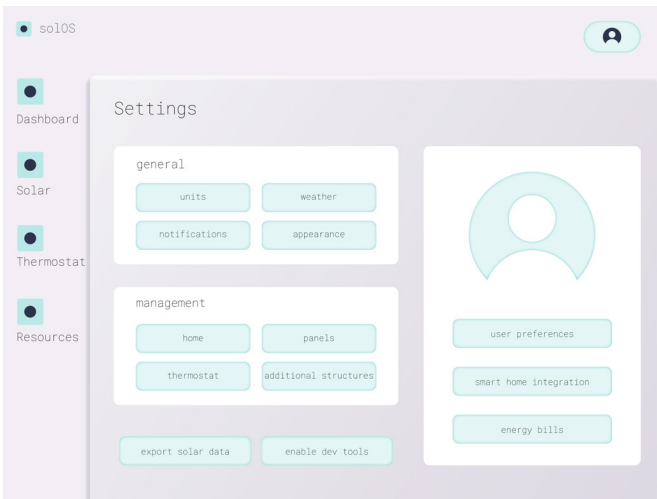 solOS
Dashboard
Solar
Thermostat
Resources
Settings
general
units
weather
notifications
appearance
management
home
panels
thermostat
additional structures
export solar data
enable dev tools
user preferences
smart home integration
energy bills